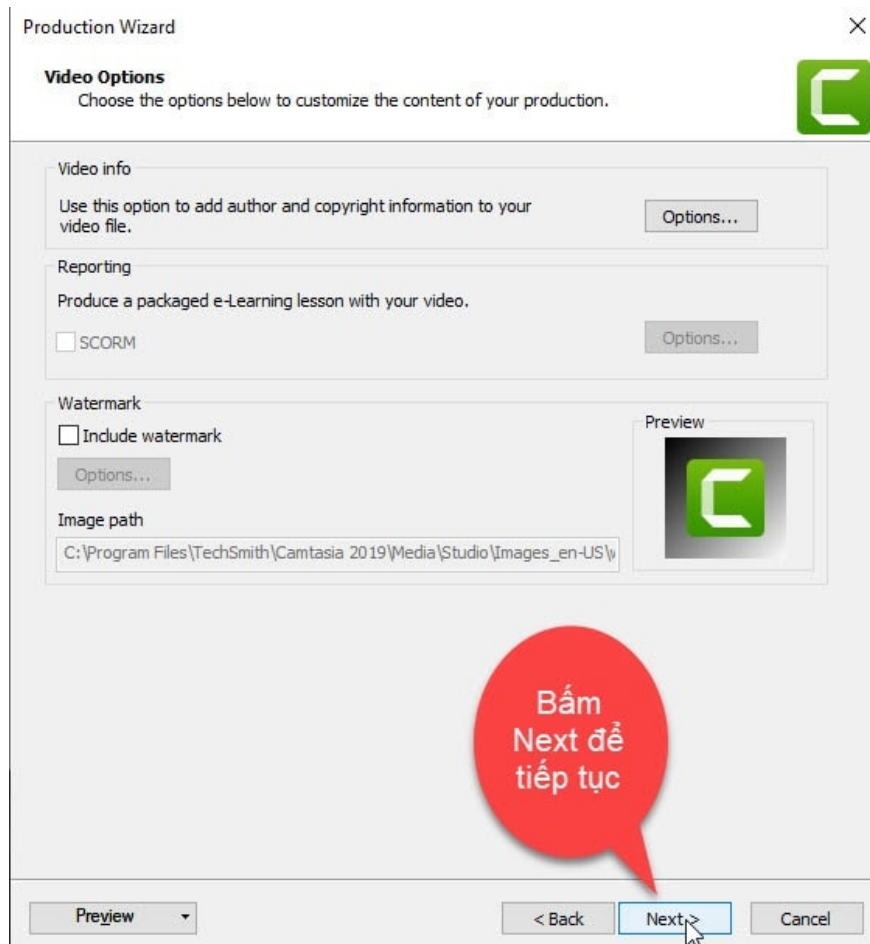 Production Wizard
Video Options
Choose the options below to customize the content of your production.
Video info
Use this option to add author and copyright information to your
video file.
Options...
Reporting
Produce a packaged e-Learning lesson with your video.
SCORM
Options...
Watermark
Include watermark
Options...
Preview
Image path
C:\Program Files\TechSmith\Camtasia 2019\Media\Studio\Images_en-US\
Bấm
Next để
tiếp tục
Preview
< Back
Next >
Cancel